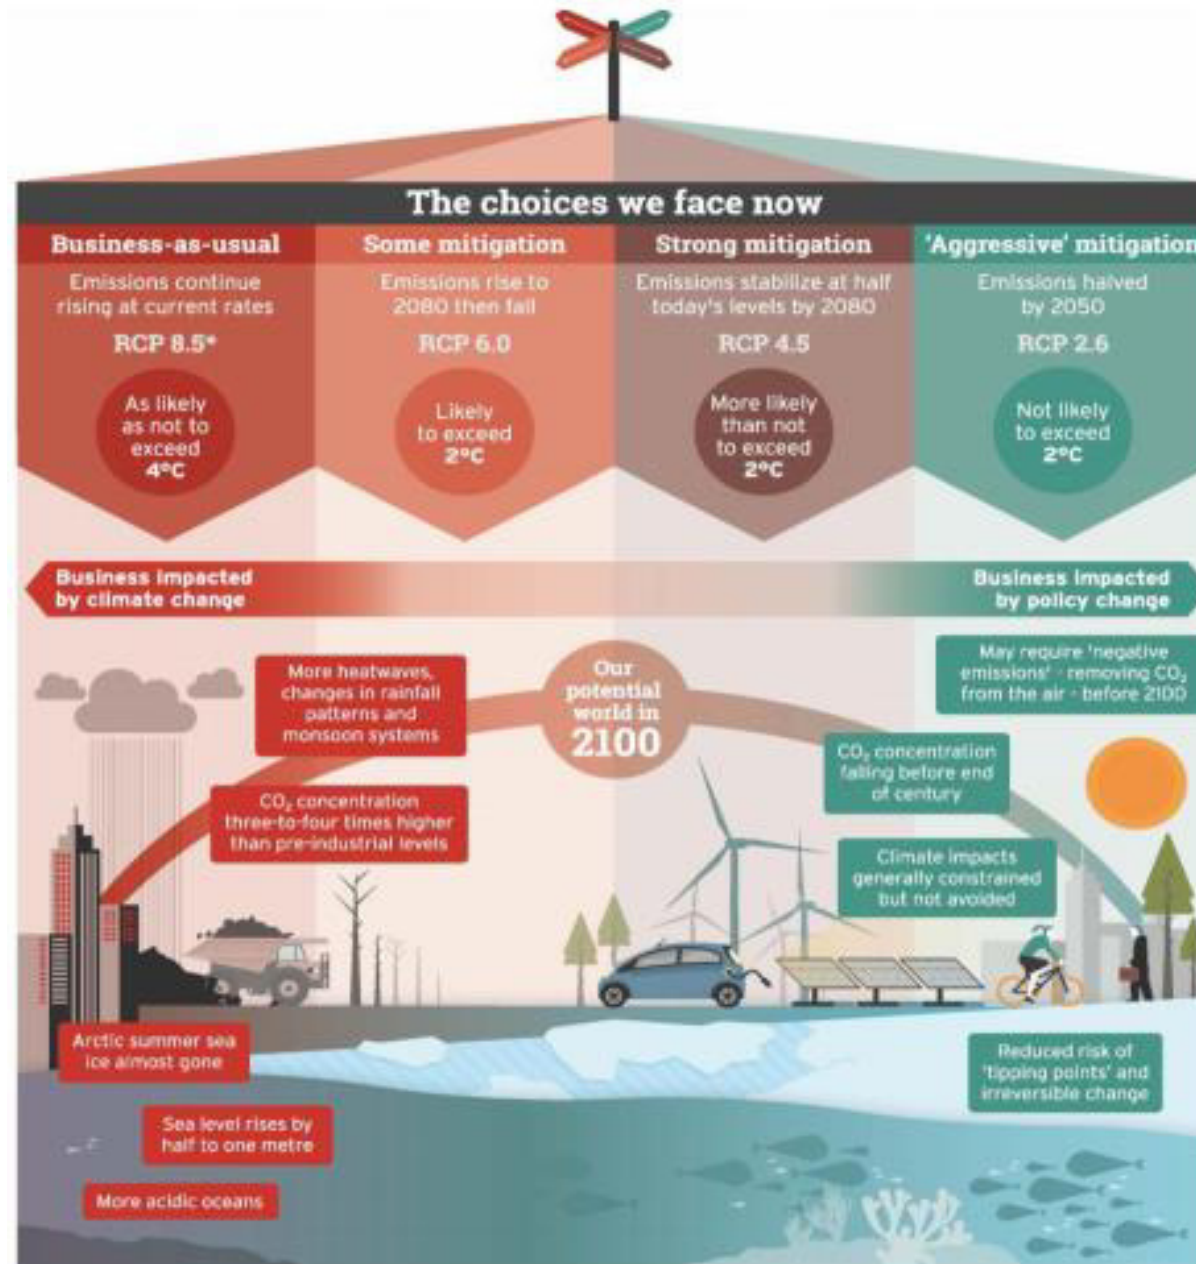 The choices we face now
Business-as-usual
Emissions continue
rising at current rates
RCP 8.5*
As likely
as not to
exceed
4°C
Some mitigation
Emissions rise to
2080 then fall
RCP 6.0
Likely
to exceed
2°C
Strong mitigation
Emissions stabilize at half
today's levels by 2080
RCP 4.5
More likely
than not
to exceed
2°C
'Aggressive' mitigation
Emissions halved
by 2050
RCP 2.6
Not likely
to exceed
2°C
Business impacted
by climate change
Business impacted
by policy change
Our
potential
world in
2100
More heatwaves,
changes in rainfall
patterns and
monsoon systems
CO₂ concentration
three-to-four times higher
than pre-industrial levels
Arctic summer sea
ice almost gone
Sea level rises by
half to one metre
More acidic oceans
May require 'negative
emissions' - removing CO₂
from the air - before 2100
CO₂ concentration
falling before end
of century
Climate impacts
generally constrained
but not avoided
Reduced risk of
'tipping points' and
irreversible change